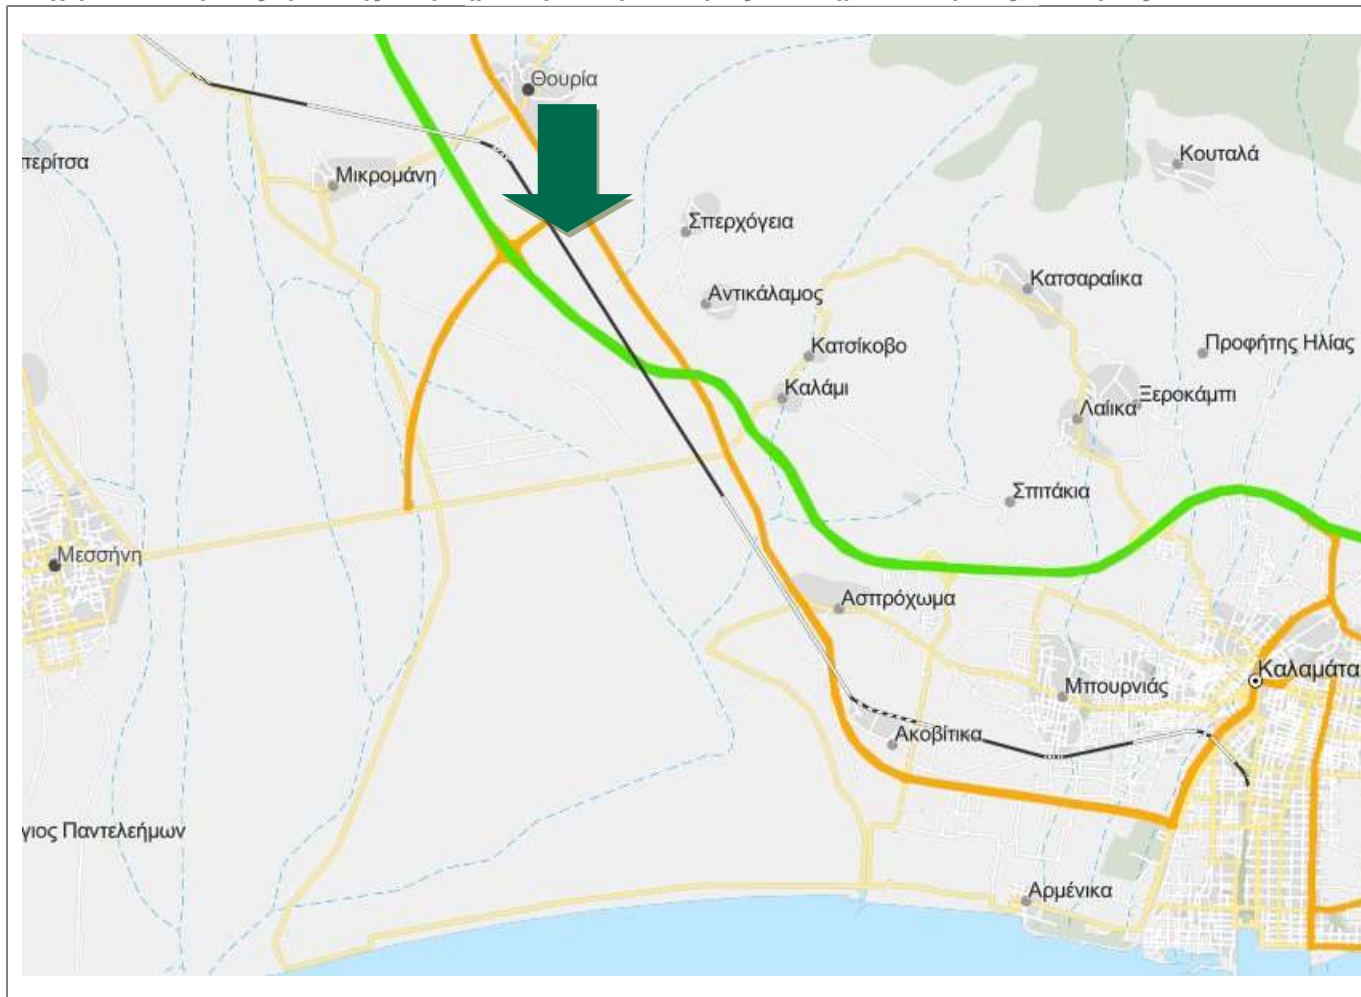 Θουρία
Κουταλά
περίτσα
Μικρομάνη
Σπερχόγεια
Κατσαραίικα
Αντικάλαμος
Κατσίκοβο
Προφήτης Ηλίας
Καλάμι
Ξεροκάμπι
Λαίικα
Σπιτάκια
Μεσσήνη
Ασπρόχωμα
Καλαμάτα
Μπουρνιάς
Ακοβίτικα
γιος Παντελεήμων
Αρμένικα